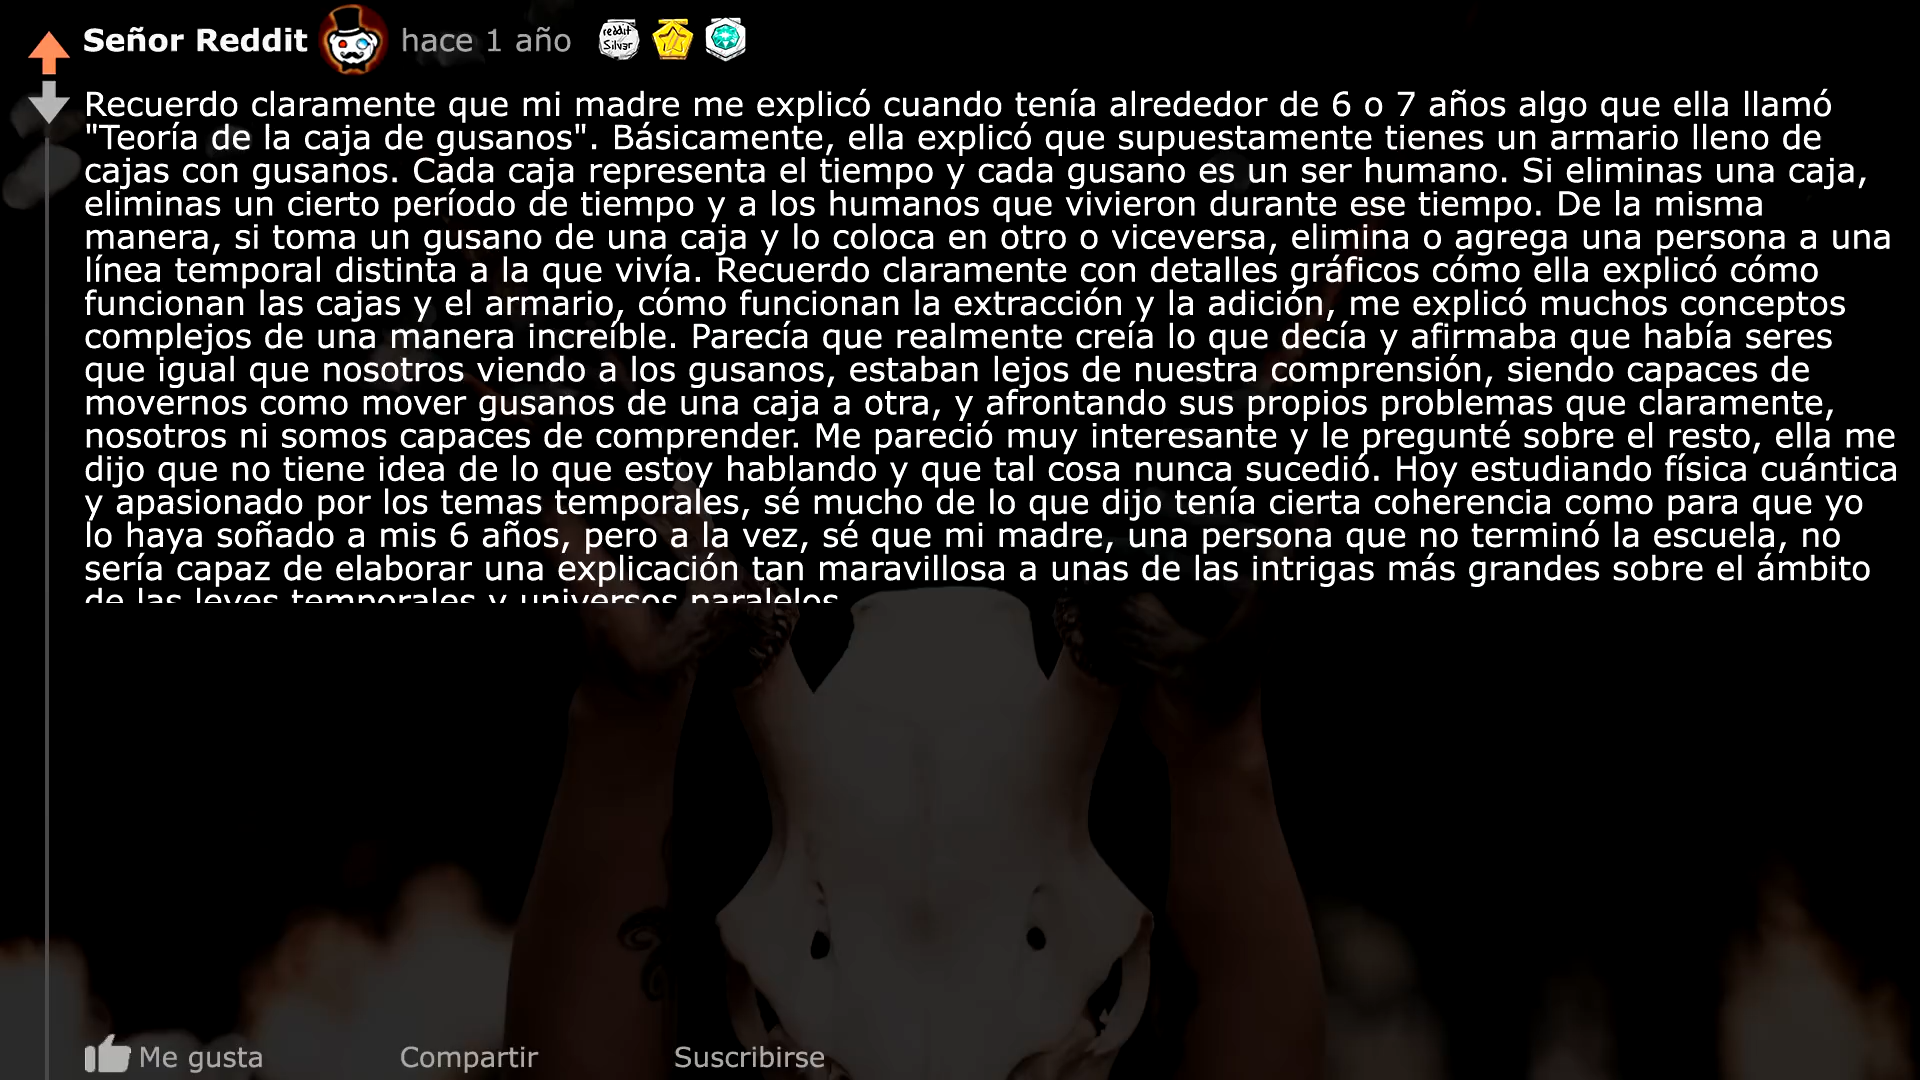 Señor Reddit hace 1 año reddit Silver
Recuerdo claramente que mi madre me explicó cuando tenía alrededor de 6 o 7 años algo que ella llamó
"Teoría de la caja de gusanos". Básicamente, ella explicó que supuestamente tienes un armario lleno de
cajas con gusanos. Cada caja representa el tiempo y cada gusano es un ser humano. Si eliminas una caja,
eliminas un cierto período de tiempo y a los humanos que vivieron durante ese tiempo. De la misma
manera, si toma un gusano de una caja y lo coloca en otro o viceversa, elimina o agrega una persona a una
línea temporal distinta a la que vivía. Recuerdo claramente con detalles gráficos cómo ella explicó cómo
funcionan las cajas y el armario, cómo funcionan la extracción y la adición, me explicó muchos conceptos
complejos de una manera increíble. Parecía que realmente creía lo que decía y afirmaba que había seres
que igual que nosotros viendo a los gusanos, estaban lejos de nuestra comprensión, siendo capaces de
movernos como mover gusanos de una caja a otra, y afrontando sus propios problemas que claramente,
nosotros ni somos capaces de comprender. Me pareció muy interesante y le pregunté sobre el resto, ella me
dijo que no tiene idea de lo que estoy hablando y que tal cosa nunca sucedió. Hoy estudiando física cuántica
y apasionado por los temas temporales, sé mucho de lo que dijo tenía cierta coherencia como para que yo
lo haya soñado a mis 6 años, pero a la vez, sé que mi madre, una persona que no terminó la escuela, no
sería capaz de elaborar una explicación tan maravillosa a unas de las intrigas más grandes sobre el ámbito
de las leyes temporales y universos paralelos
Me gusta Compartir Suscribirse